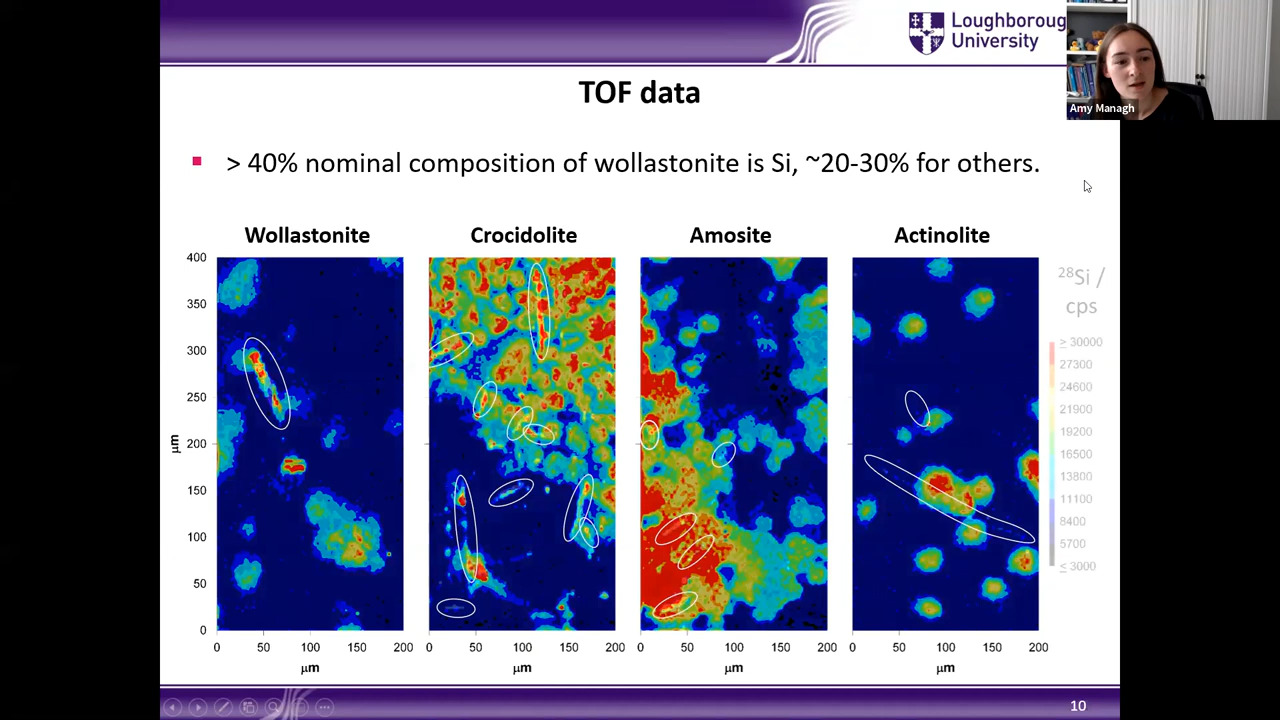 Loughboroug
University
Amy Managh
TOF data
> 40% nominal composition of wollastonite is Si, ~20-30% for others.
Wollastonite
Crocidolite
Amosite
Actinolite
400
350
300
250
200
150
100
50
0
μm
0 50 100 150 200
μm
0 50 100 150 200
μm
0 50 100 150 200
μm
0 50 100 150 200
μm
28Si /
cps
≥ 30000
27300
24600
21900
19200
16500
13800
11100
8400
5700
≤ 3000
10